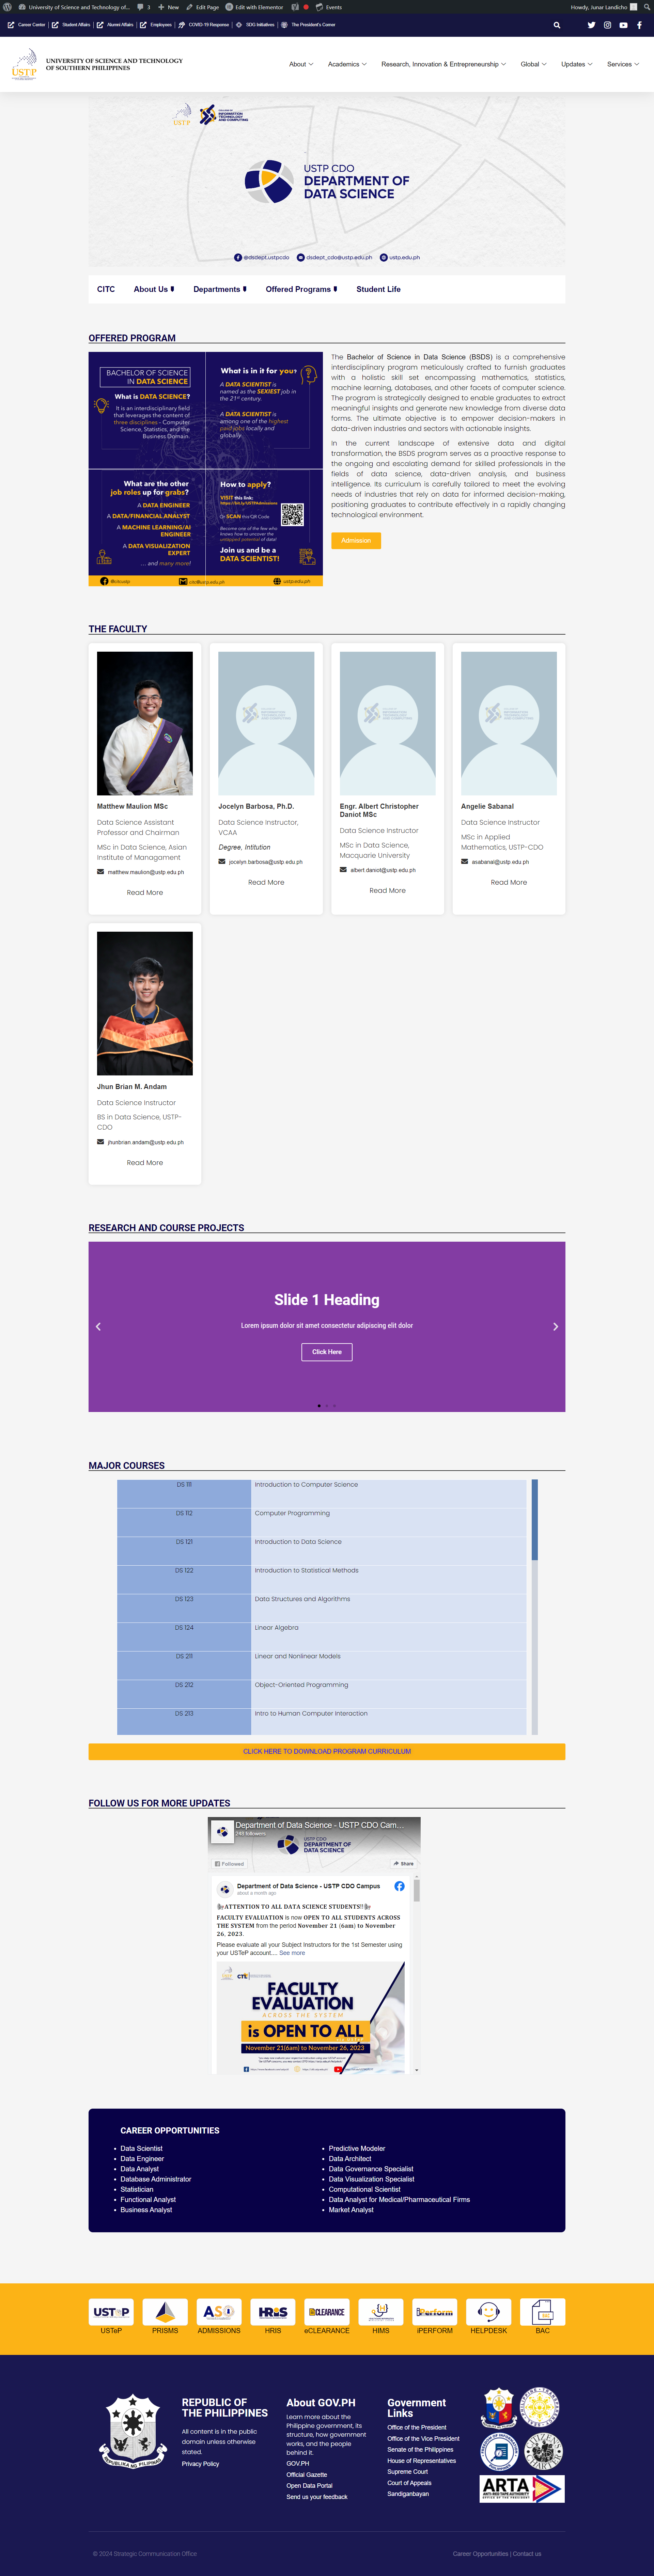 University of Science and Technology of... 3 New Edit Page Edit with Elementor Events Howdy, Junar Landicho
Career Center Student Affairs Alumni Affairs Employees COVID-19 Response SDG Initiatives The President's Corner
UNIVERSITY OF SCIENCE AND TECHNOLOGY
OF SOUTHERN PHILIPPINES
USTP
About Academics Research, Innovation & Entrepreneurship Global Updates Services
USTP
COLLEGE OF
INFORMATION
TECHNOLOGY
AND COMPUTING
USTP CDO
DEPARTMENT OF
DATA SCIENCE
@dsdept.ustpcdo dsdept_cdo@ustp.edu.ph ustp.edu.ph
CITC About Us Departments Offered Programs Student Life
OFFERED PROGRAM
BACHELOR OF SCIENCE
IN DATA SCIENCE
What is DATA SCIENCE?
It is an interdisciplinary field
that leverages the content of
three disciplines - Computer
Science, Statistics, and the
Business Domain.
What is in it for you?
A DATA SCIENTIST is
named as the SEXIEST job in
the 21st century.
A DATA SCIENTIST is
among one of the highest
paid jobs locally and
globally.
What are the other
job roles up for grabs?
A DATA ENGINEER
A DATA/FINANCIAL ANALYST
A MACHINE LEARNING/AI
ENGINEER
A DATA VISUALIZATION
EXPERT
.... and many more!
How to apply?
VISIT this link:
Or SCAN this QR Code
Become one of the few who
knows how to uncover the
untapped potential of data!
Join us and be a
DATA SCIENTIST!
@citcustp citc@ustp.edu.ph ustp.edu.ph
The Bachelor of Science in Data Science (BSDS) is a comprehensive
interdisciplinary program meticulously crafted to furnish graduates
with a holistic skill set encompassing mathematics, statistics,
machine learning, databases, and other facets of computer science.
The program is strategically designed to enable graduates to extract
meaningful insights and generate new knowledge from diverse data
forms. The ultimate objective is to empower decision-makers in
data-driven industries and sectors with actionable insights.
In the current landscape of extensive data and digital
transformation, the BSDS program serves as a proactive response to
the ongoing and escalating demand for skilled professionals in the
fields of data science, data-driven analysis, and business
intelligence. Its curriculum is carefully tailored to meet the evolving
needs of industries that rely on data for informed decision-making,
positioning graduates to contribute effectively in a rapidly changing
technological environment.
Admission
THE FACULTY
Matthew Maulion MSc
Data Science Assistant
Professor and Chairman
MSc in Data Science, Asian
Institute of Managament
matthew.maulion@ustp.edu.ph
Read More
Jocelyn Barbosa, Ph.D.
Data Science Instructor,
VCAA
Degree, Intitution
jocelyn.barbosa@ustp.edu.ph
Read More
Engr. Albert Christopher
Daniot MSc
Data Science Instructor
MSc in Data Science,
Macquarie University
albert.daniot@ustp.edu.ph
Read More
Angelie Sabanal
Data Science Instructor
MSc in Applied
Mathematics, USTP-CDO
asabanal@ustp.edu.ph
Read More
Jhun Brian M. Andam
Data Science Instructor
BS in Data Science, USTP-
CDO
jhunbrian.andam@ustp.edu.ph
Read More
RESEARCH AND COURSE PROJECTS
Slide 1 Heading
Lorem ipsum dolor sit amet consectetur adipiscing elit dolor
Click Here
MAJOR COURSES
DS 111 Introduction to Computer Science
DS 112 Computer Programming
DS 121 Introduction to Data Science
DS 122 Introduction to Statistical Methods
DS 123 Data Structures and Algorithms
DS 124 Linear Algebra
DS 211 Linear and Nonlinear Models
DS 212 Object-Oriented Programming
DS 213 Intro to Human Computer Interaction
CLICK HERE TO DOWNLOAD PROGRAM CURRICULUM
FOLLOW US FOR MORE UPDATES
Department of Data Science - USTP CDO Cam...
248 followers
USTP CDO
DEPARTMENT OF
DATA SCIENCE
Followed Share
Department of Data Science - USTP CDO Campus
about a month ago
ATTENTION TO ALL DATA SCIENCE STUDENTS!!
FACULTY EVALUATION is now OPEN TO ALL STUDENTS ACROSS
THE SYSTEM from the period November 21 (6am) to November
26, 2023.
Please evaluate all your Subject Instructors for the 1st Semester using
your USTeP account.... See more
FACULTY
EVALUATION
ACROSS THE SYSTEM
is OPEN TO ALL
November 21(6am) to November 26, 2023
CAREER OPPORTUNITIES
Data Scientist
Data Engineer
Data Analyst
Database Administrator
Statistician
Functional Analyst
Business Analyst
Predictive Modeler
Data Architect
Data Governance Specialist
Data Visualization Specialist
Computational Scientist
Data Analyst for Medical/Pharmaceutical Firms
Market Analyst
USTeP PRISMS ADMISSIONS HRIS eCLEARANCE HIMS iPERFORM HELPDESK BAC
REPUBLIC OF
THE PHILIPPINES
All content is in the public
domain unless otherwise
stated.
Privacy Policy
About GOV.PH
Learn more about the
Philippine government, its
structure, how government
works, and the people
behind it.
GOV.PH
Official Gazette
Open Data Portal
Send us your feedback
Government
Links
Office of the President
Office of the Vice President
Senate of the Philippines
House of Representatives
Supreme Court
Court of Appeals
Sandiganbayan
ARTA
© 2024 Strategic Communication Office
Career Opportunities | Contact us